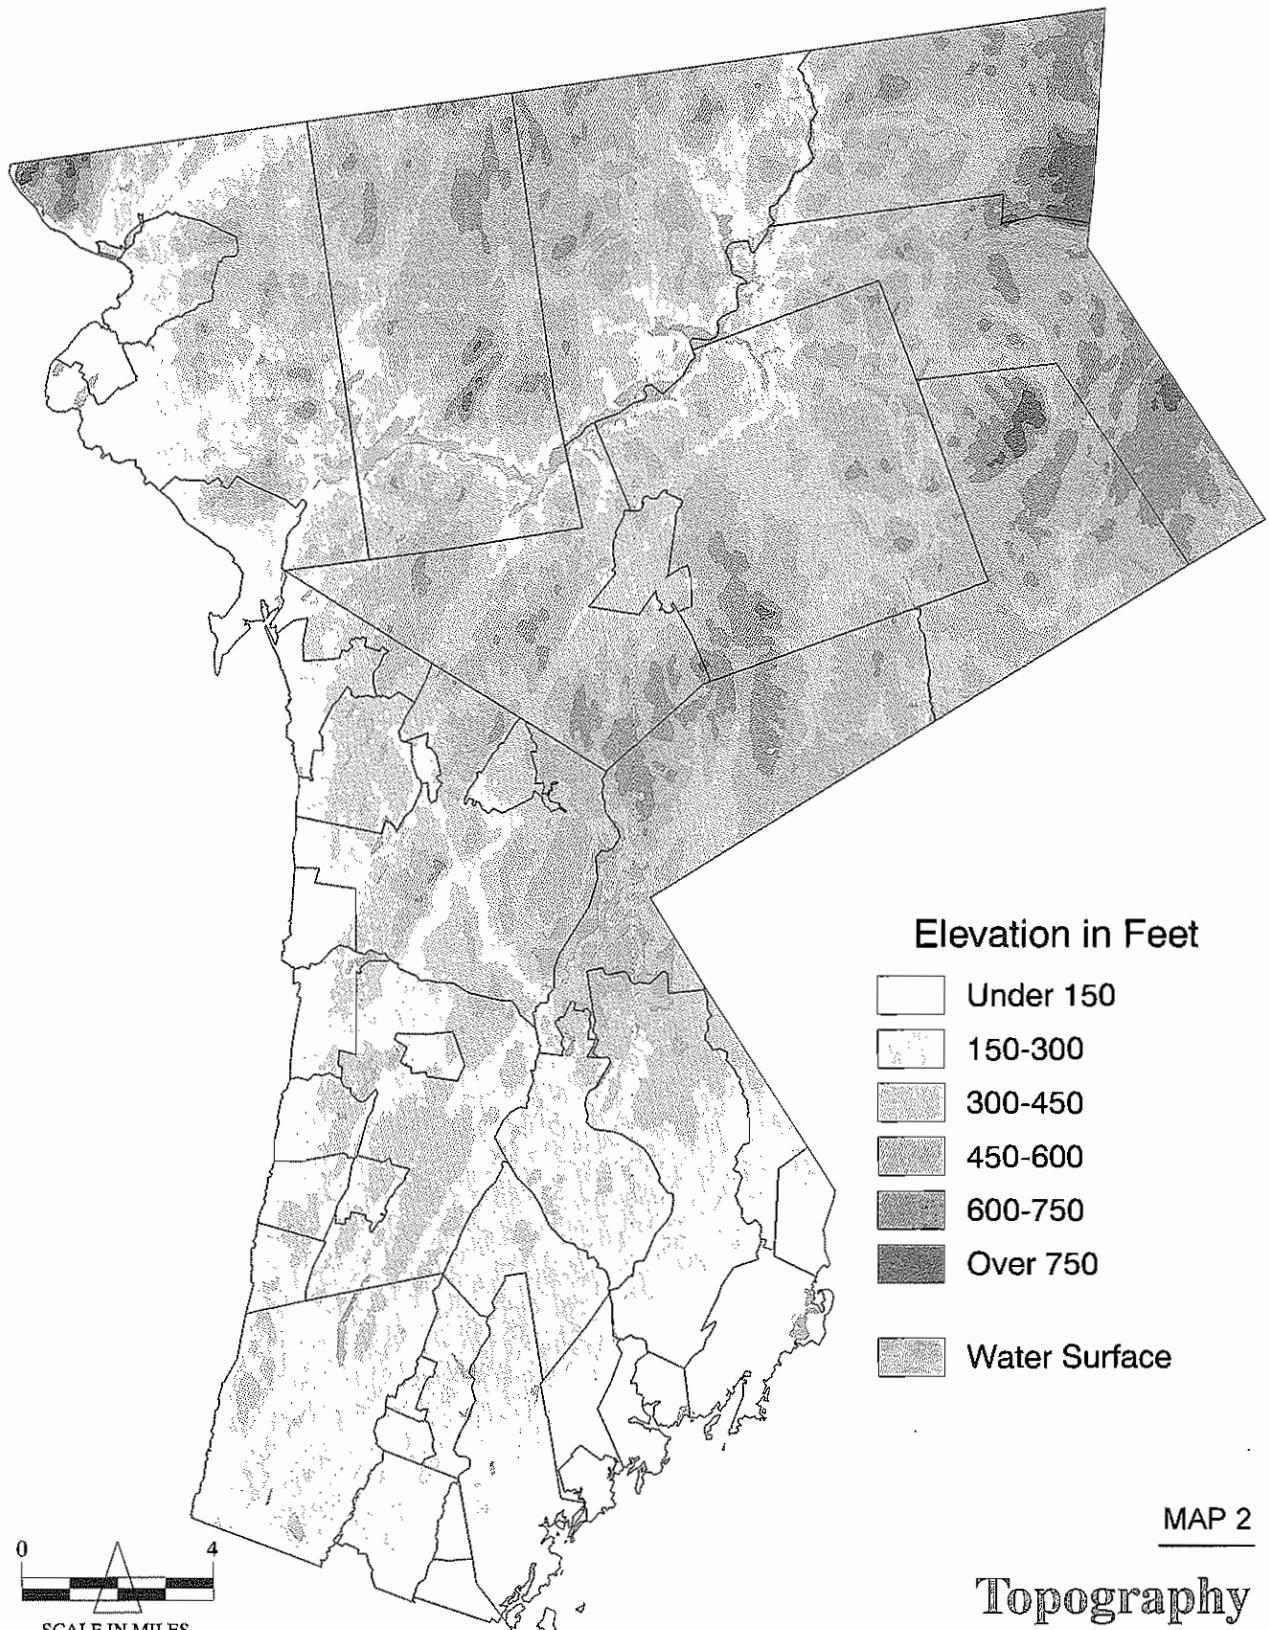 Elevation in Feet
Under 150
150-300
300-450
450-600
600-750
Over 750
Water Surface
MAP 2
0 4
SCALE IN MILES
Topography